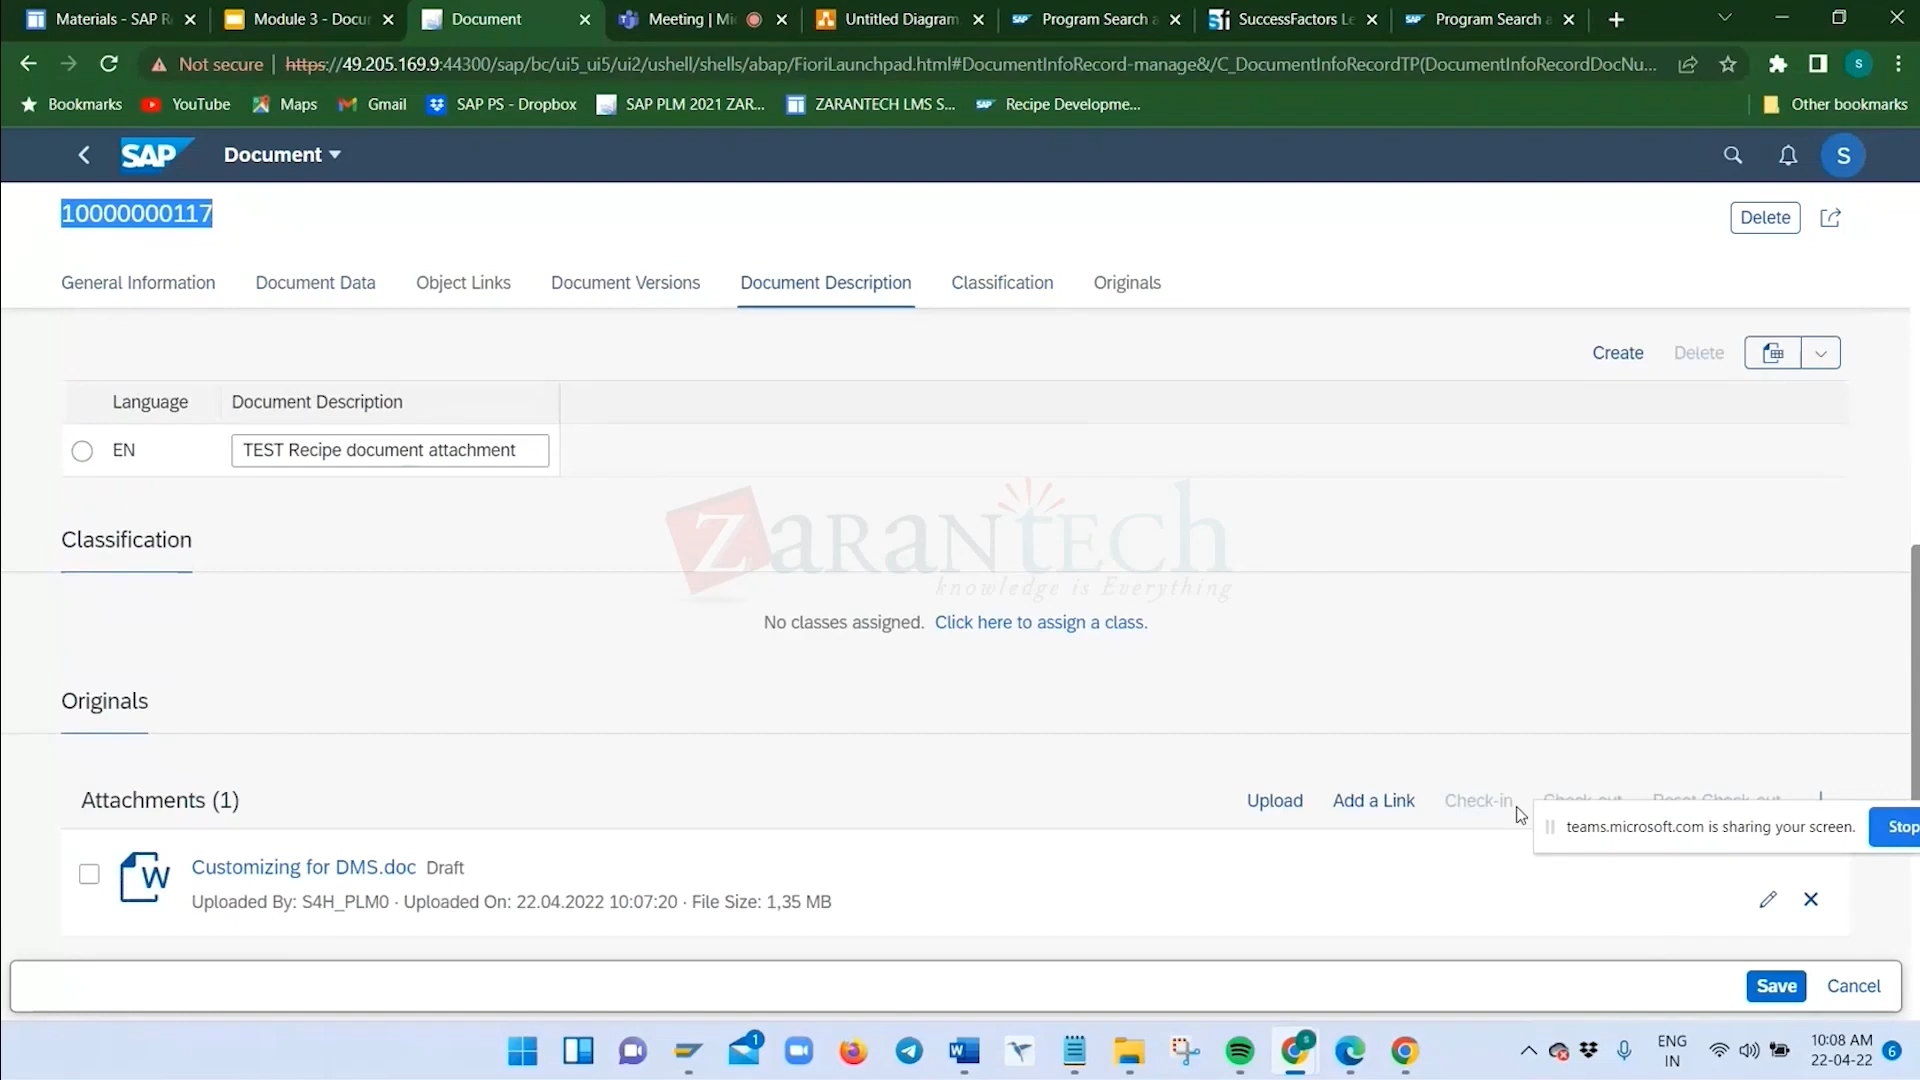 Materials - SAP R
Module 3 - Docu
Document
Meeting | Mi
Untitled Diagram
Program Search a
SuccessFactors Le
Program Search a
Not secure
https://49.205.169.9:44300/sap/bc/ui5_ui5/ui2/ushell/shells/abap/FioriLaunchpad.html#DocumentInfoRecord-manage&/C_DocumentInfoRecordTP(DocumentInfoRecordDocNu...
S
Bookmarks
YouTube
Maps
Gmail
SAP PS - Dropbox
SAP PLM 2021 ZAR...
ZARANTECH LMS S...
Recipe Developme...
Other bookmarks
SAP
Document
S
10000000117
Delete
General Information
Document Data
Object Links
Document Versions
Document Description
Classification
Originals
Create
Delete
Language
Document Description
EN
TEST Recipe document attachment
ZaranTech
knowledge is Everything
Classification
No classes assigned. Click here to assign a class.
Originals
Attachments (1)
Upload
Add a Link
Check-in
Check-out
Reset Check-out
teams.microsoft.com is sharing your screen.
Stop
Customizing for DMS.doc Draft
Uploaded By: S4H_PLM0 · Uploaded On: 22.04.2022 10:07:20 · File Size: 1,35 MB
Save
Cancel
1
S
ENG
IN
10:08 AM
22-04-22
6